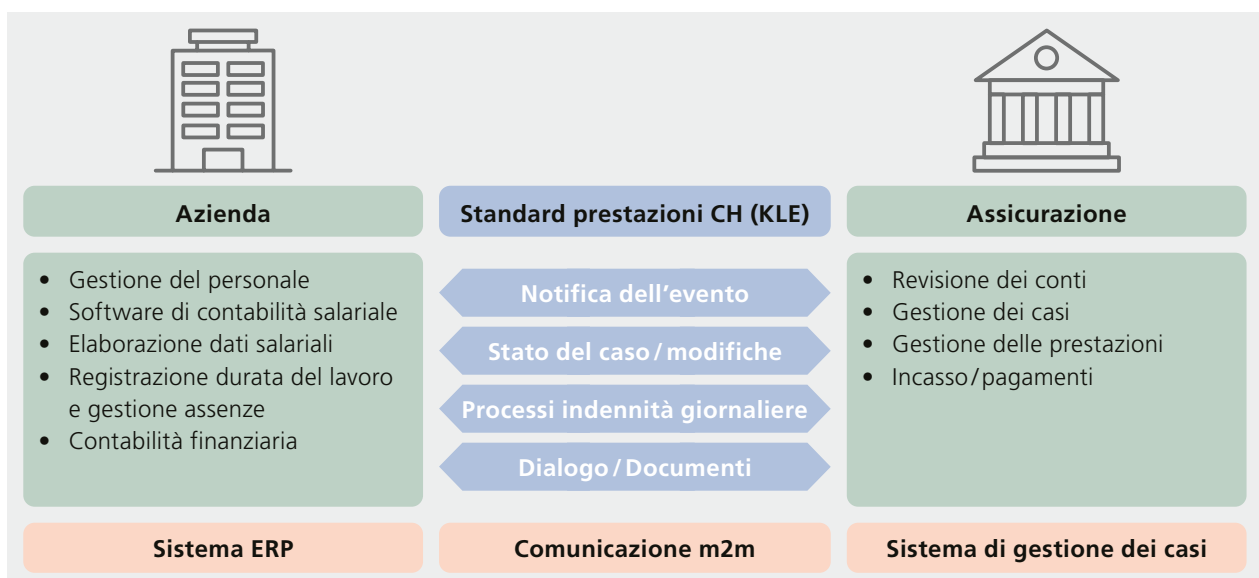 Azienda
• Gestione del personale
• Software di contabilità salariale
• Elaborazione dati salariali
• Registrazione durata del lavoro
e gestione assenze
• Contabilità finanziaria
Sistema ERP
Standard prestazioni CH (KLE)
Notifica dell’evento
Stato del caso/modifiche
Processi indennità giornaliere
Dialogo/Documenti
Comunicazione m2m
Assicurazione
• Revisione dei conti
• Gestione dei casi
• Gestione delle prestazioni
• Incasso/pagamenti
Sistema di gestione dei casi